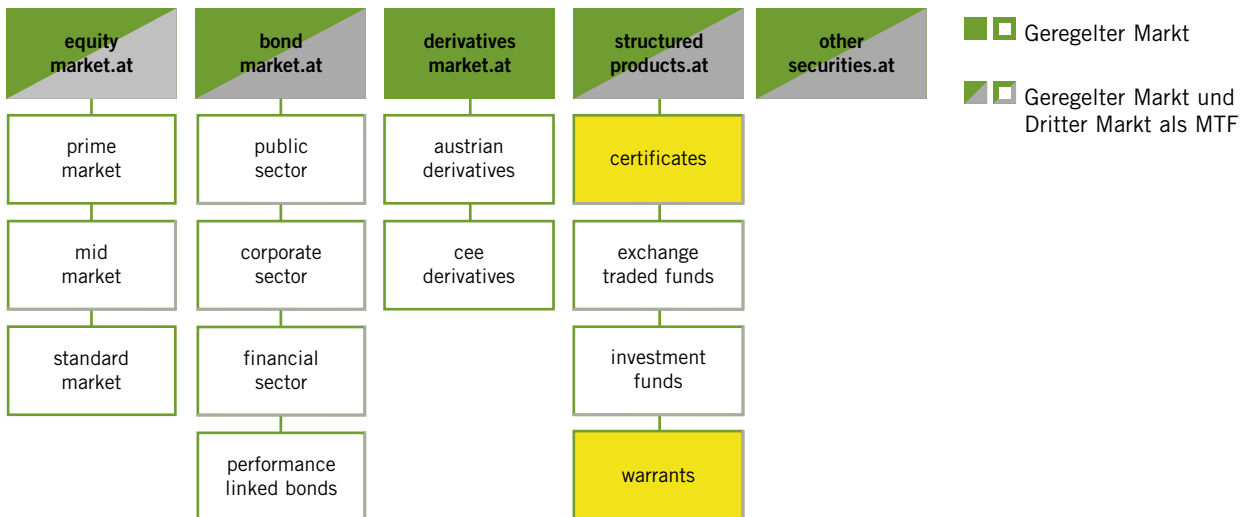 equity
market.at
prime
market
mid
market
standard
market
bond
market.at
public
sector
corporate
sector
financial
sector
performance
linked bonds
derivatives
market.at
austrian
derivatives
cee
derivatives
structured
products.at
certificates
exchange
traded funds
investment
funds
warrants
other
securities.at
Geregelter Markt
Geregelter Markt und
Dritter Markt als MTF